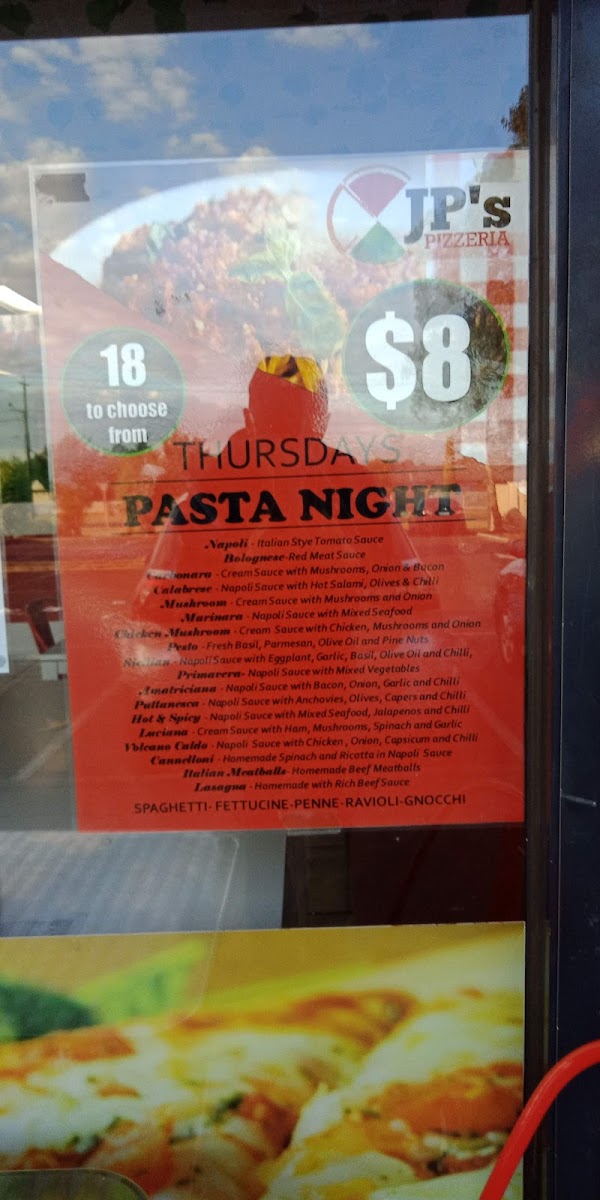 JP's
PIZZERIA
$8
18
to choose
from
THURSDAYS
PASTA NIGHT
Napoli - Italian Stye Tomato Sauce
Bolognese-Red Meat Sauce
Carbonara - Cream Sauce with Mushrooms, Onion & Bacon
Calabrese - Napoli Sauce with Hot Salami, Olives & Chilli
Mushroom - Cream Sauce with Mushrooms and Onion
Marinara - Napoli Sauce with Mixed Seafood
Chicken Mushroom - Cream Sauce with Chicken, Mushrooms and Onion
Pesto - Fresh Basil, Parmesan, Olive Oil and Pine Nuts
Sicilian - Napoli Sauce with Eggplant, Garlic, Basil, Olive Oil and Chilli,
Primavera- Napoli Sauce with Mixed Vegetables
Amatriciana - Napoli Sauce with Bacon, Onion, Garlic and Chilli
Puttanesca - Napoli Sauce with Anchovies, Olives, Capers and Chilli
Hot & Spicy - Napoli Sauce with Mixed Seafood, Jalapenos and Chilli
Luciana - Cream Sauce with Ham, Mushrooms, Spinach and Garlic
Volcano Caldo - Napoli Sauce with Chicken, Onion, Capsicum and Chilli
Cannelloni - Homemade Spinach and Ricotta in Napoli Sauce
Italian Meatballs- Homemade Beef Meatballs
Lasagna - Homemade with Rich Beef Sauce
SPAGHETTI- FETTUCINE-PENNE-RAVIOLI-GNOCCHI